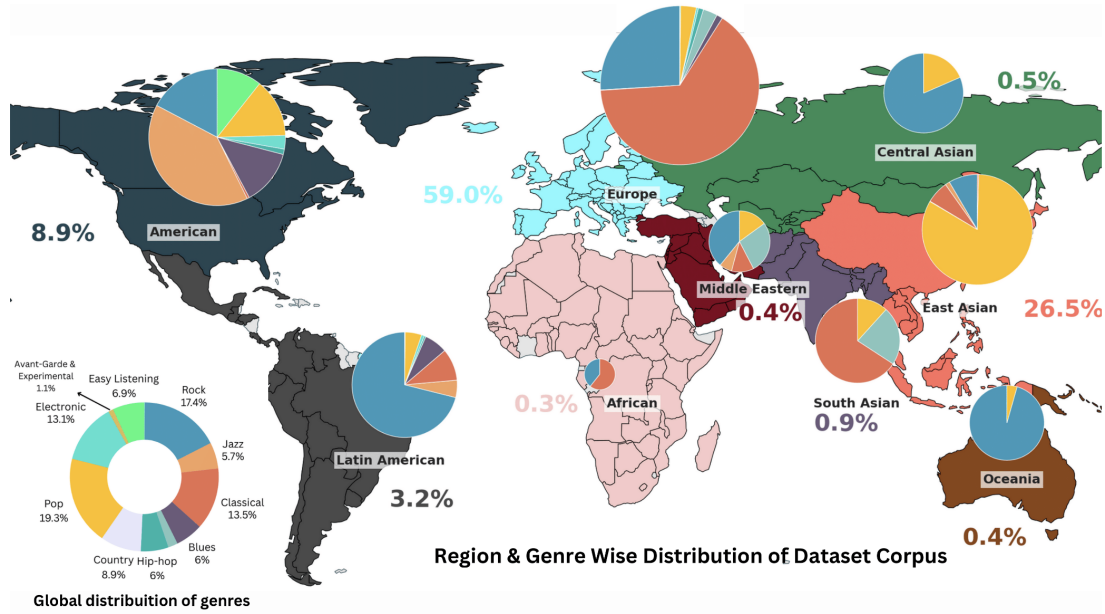 0.5%
Central Asian
59.0%
Europe
8.9%
American
Middle Eastern
0.4%
East Asian
26.5%
Avant-Garde &
Experimental
1.1%
Easy Listening
6.9%
Rock
17.4%
Electronic
13.1%
Jazz
5.7%
Pop
19.3%
Classical
13.5%
Country
8.9%
Hip-hop
6%
Blues
6%
Latin American
3.2%
0.3%
African
South Asian
0.9%
Oceania
0.4%
Region & Genre Wise Distribution of Dataset Corpus
Global distribuition of genres